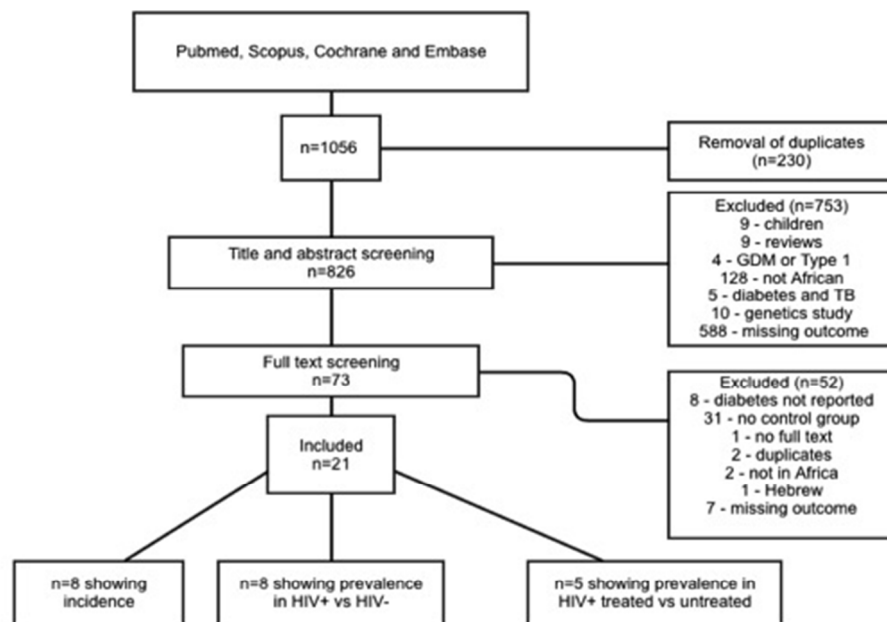 Pubmed, Scopus, Cochrane and Embase
n=1056
Removal of duplicates
(n=230)
Title and abstract screening
n=826
Excluded (n=753)
9 - children
9 - reviews
4 - GDM or Type 1
128 - not African
5 - diabetes and TB
10 - genetics study
588 - missing outcome
Full text screening
n=73
Excluded (n=52)
8 - diabetes not reported
31 - no control group
1 - no full text
2 - duplicates
2 - not in Africa
1 - Hebrew
7 - missing outcome
Included
n=21
n=8 showing
incidence
n=8 showing prevalence
in HIV+ vs HIV-
n=5 showing prevalence in
HIV+ treated vs untreated